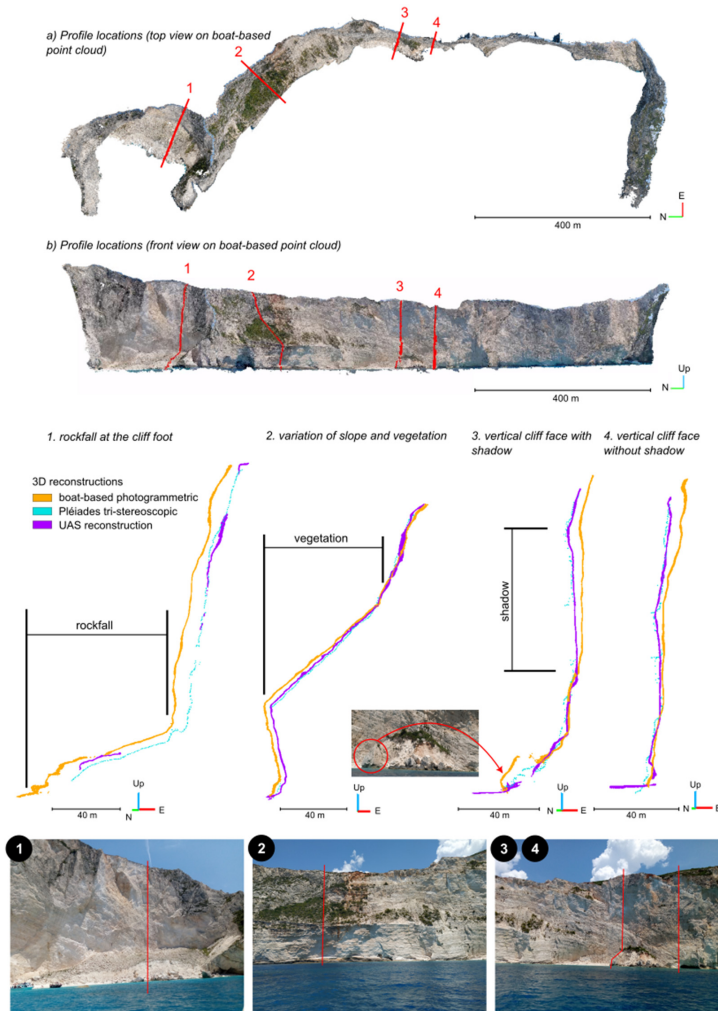 a) Profile locations (top view on boat-based
point cloud)
1
2
3
4
E
N
400 m
b) Profile locations (front view on boat-based point cloud)
1
2
3
4
Up
N
400 m
1. rockfall at the cliff foot
2. variation of slope and vegetation
3. vertical cliff face with
shadow
4. vertical cliff face
without shadow
3D reconstructions
boat-based photogrammetric
Pléiades tri-stereoscopic
UAS reconstruction
rockfall
vegetation
shadow
40 m
Up
N
E
40 m
Up
E
40 m
Up
N
E
40 m
1
2
3
4